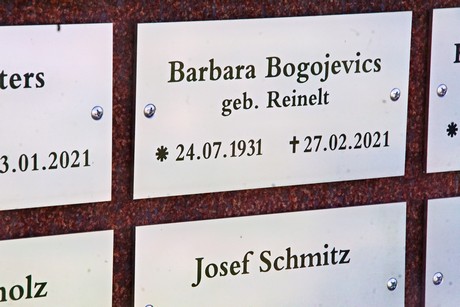 ters
3.01.2021
Barbara Bogojevics
geb. Reinelt
* 24.07.1931 †27.02.2021
Josef Schmitz
holz